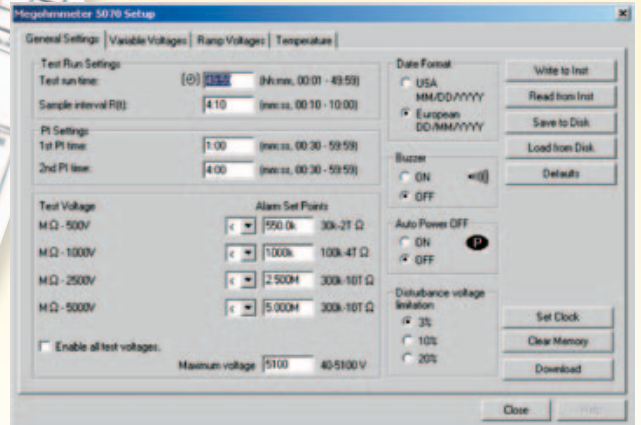 Megohmmeter 5070 Setup
General Settings Variable Voltages Ramp Voltages Temperature
Test Run Settings
Test run time: 49:59 (hh:mm, 00:01 - 49:59)
Sample interval R(t): 4:10 (mm:ss, 00:10 - 10:00)
PI Settings
1st PI time: 1:00 (mm:ss, 00:30 - 59:59)
2nd PI time: 4:00 (mm:ss, 00:30 - 59:59)
Test Voltage Alarm Set Points
MΩ - 500V < 550.0k 30k-2T Ω
MΩ - 1000V < 1000k 100k-4T Ω
MΩ - 2500V < 2.500M 300k-10T Ω
MΩ - 5000V < 5.000M 300k-10T Ω
Enable all test voltages.
Maximum voltage 5100 40-5100 V
Date Format
USA
MM/DD/YYYY
European
DD/MM/YYYY
Buzzer
ON
OFF
Auto Power OFF
ON P
OFF
Disturbance voltage
limitation
3%
10%
20%
Write to Inst
Read from Inst
Save to Disk
Load from Disk
Defaults
Set Clock
Clear Memory
Download
Close Help